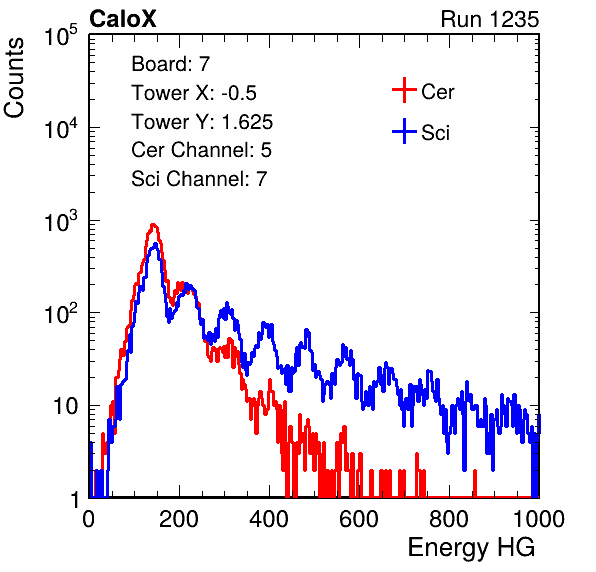 CaloX Run 1235
Counts
10^5
10^4
10^3
10^2
10
1
Board: 7
Tower X: -0.5
Tower Y: 1.625
Cer Channel: 5
Sci Channel: 7
Cer
Sci
0 200 400 600 800 1000
Energy HG